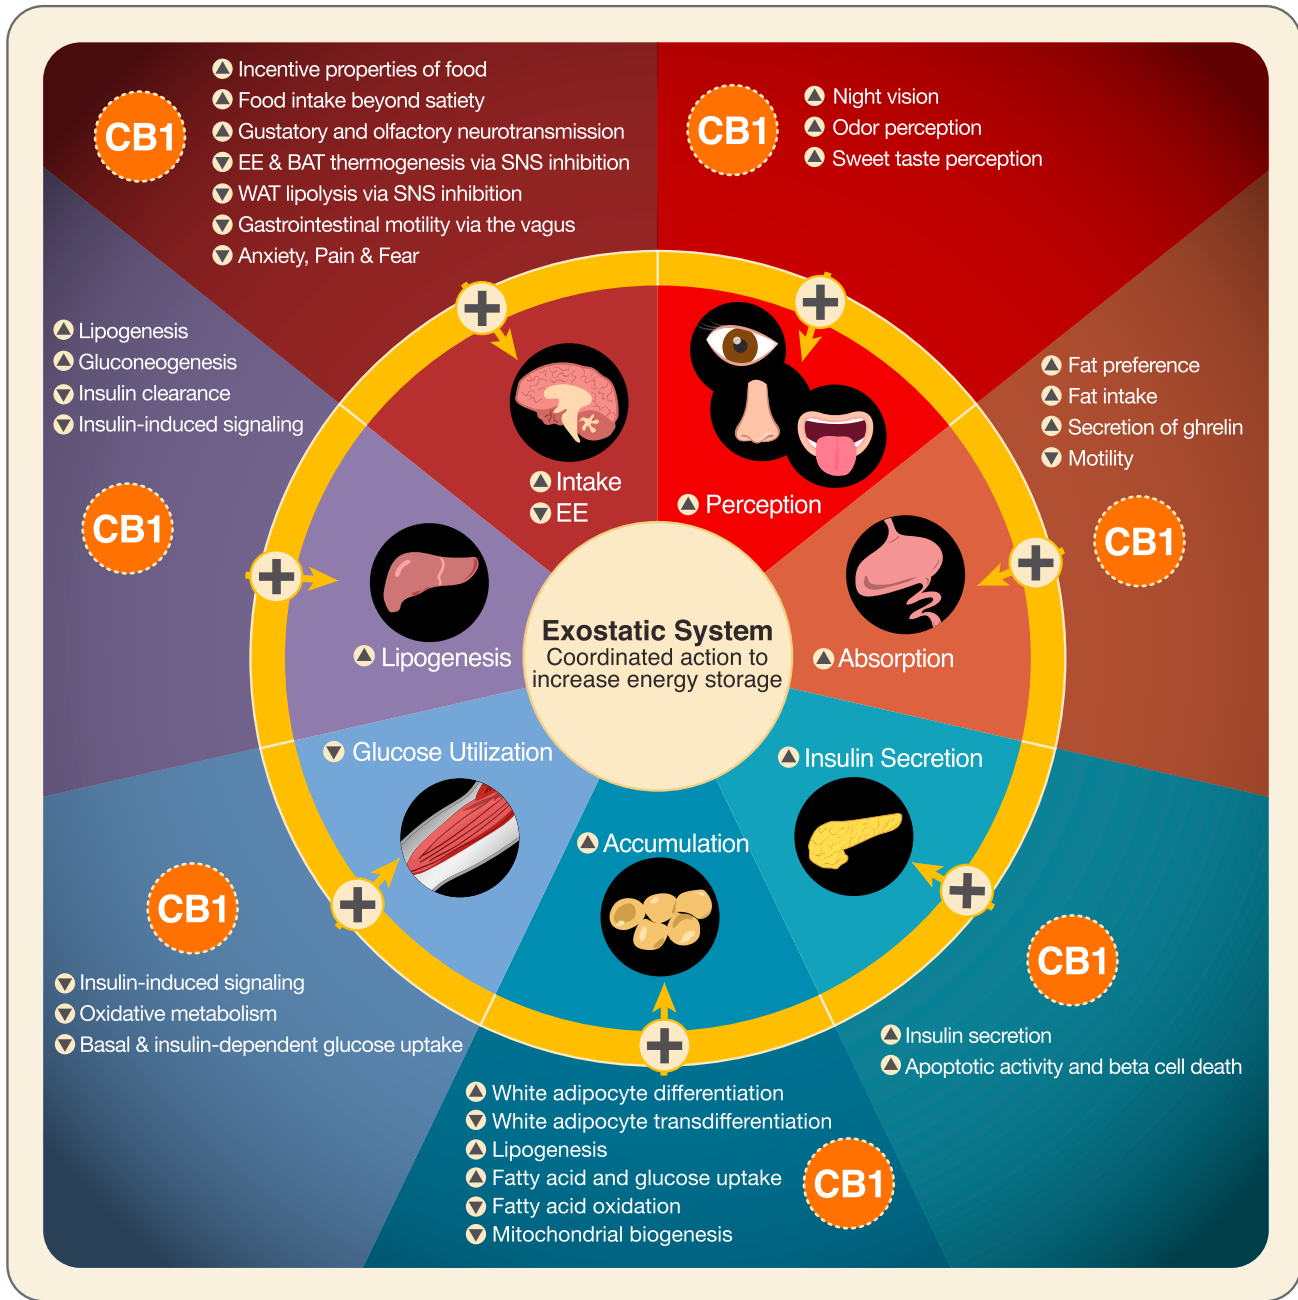 CB1
Incentive properties of food
Food intake beyond satiety
Gustatory and olfactory neurotransmission
EE & BAT thermogenesis via SNS inhibition
WAT lipolysis via SNS inhibition
Gastrointestinal motility via the vagus
Anxiety, Pain & Fear
CB1
Night vision
Odor perception
Sweet taste perception
Lipogenesis
Gluconeogenesis
Insulin clearance
Insulin-induced signaling
CB1
Fat preference
Fat intake
Secretion of ghrelin
Motility
CB1
Intake
EE
Perception
Lipogenesis
Exostatic System
Coordinated action to
increase energy storage
Absorption
Glucose Utilization
Insulin Secretion
Accumulation
CB1
Insulin-induced signaling
Oxidative metabolism
Basal & insulin-dependent glucose uptake
CB1
Insulin secretion
Apoptotic activity and beta cell death
White adipocyte differentiation
White adipocyte transdifferentiation
Lipogenesis
Fatty acid and glucose uptake
Fatty acid oxidation
Mitochondrial biogenesis
CB1